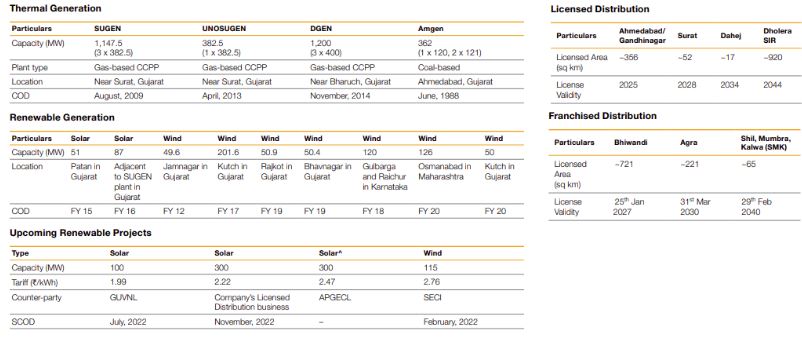 Thermal Generation
Particulars SUGEN UNOSUGEN DGEN Amgen
Capacity (MW) 1,147.5 382.5 1,200 362
(3 x 382.5) (1 x 382.5) (3 x 400) (1 x 120, 2 x 121)
Plant type Gas-based CCPP Gas-based CCPP Gas-based CCPP Coal-based
Location Near Surat, Gujarat Near Surat, Gujarat Near Bharuch, Gujarat Ahmedabad, Gujarat
COD August, 2009 April, 2013 November, 2014 June, 1988
Renewable Generation
Particulars Solar Solar Wind Wind Wind Wind Wind Wind Wind
Capacity (MW) 51 87 49.6 201.6 50.9 50.4 120 126 50
Location Patan in Adjacent Jamnagar in Kutch in Rajkot in Bhavnagar in Gulbarga Osmanabad in Kutch in
Gujarat to SUGEN Gujarat Gujarat Gujarat Gujarat and Raichur Maharashtra Gujarat
plant in in Karnataka
Gujarat
COD FY 15 FY 16 FY 12 FY 17 FY 19 FY 19 FY 18 FY 20 FY 20
Upcoming Renewable Projects
Type Solar Solar Solar^ Wind
Capacity (MW) 100 300 300 115
Tariff (₹/kWh) 1.99 2.22 2.47 2.76
Counter-party GUVNL Company's Licensed APGECL SECI
Distribution business
SCOD July, 2022 November, 2022 – February, 2022
Licensed Distribution
Particulars Ahmedabad/ Surat Dahej Dholera
Gandhinagar SIR
Licensed Area ~356 ~52 ~17 ~920
(sq km)
License 2025 2028 2034 2044
Validity
Franchised Distribution
Particulars Bhiwandi Agra Shil, Mumbra,
Kalwa (SMK)
Licensed ~721 ~221 ~65
Area
(sq km)
License 25th Jan 31st Mar 29th Feb
Validity 2027 2030 2040